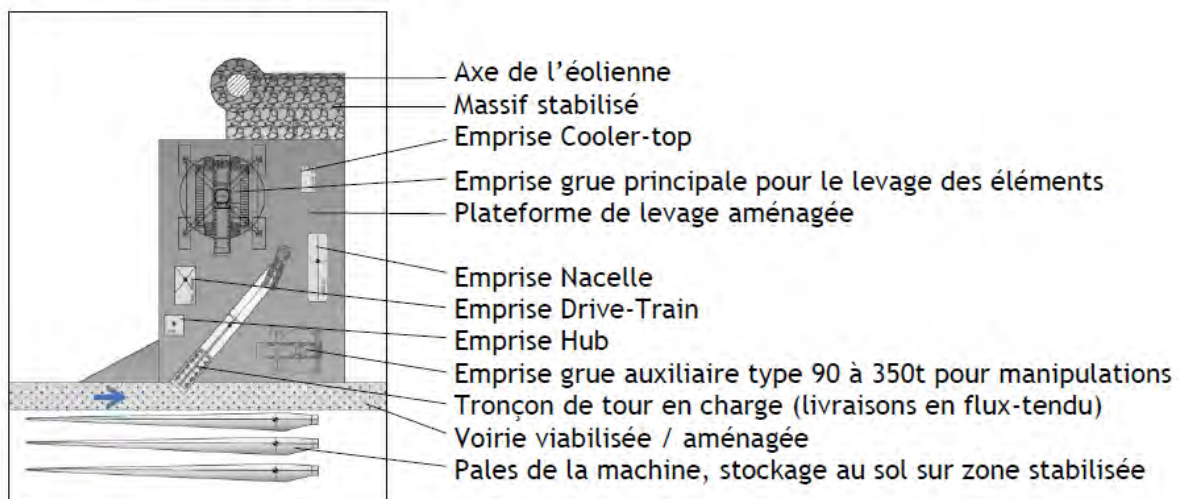 Axe de l'éolienne
Massif stabilisé
Emprise Cooler-top
Emprise grue principale pour le levage des éléments
Plateforme de levage aménagée
Emprise Nacelle
Emprise Drive-Train
Emprise Hub
Emprise grue auxiliaire type 90 à 350t pour manipulations
Tronçon de tour en charge (livraisons en flux-tendu)
Voirie viabilisée / aménagée
Pales de la machine, stockage au sol sur zone stabilisée